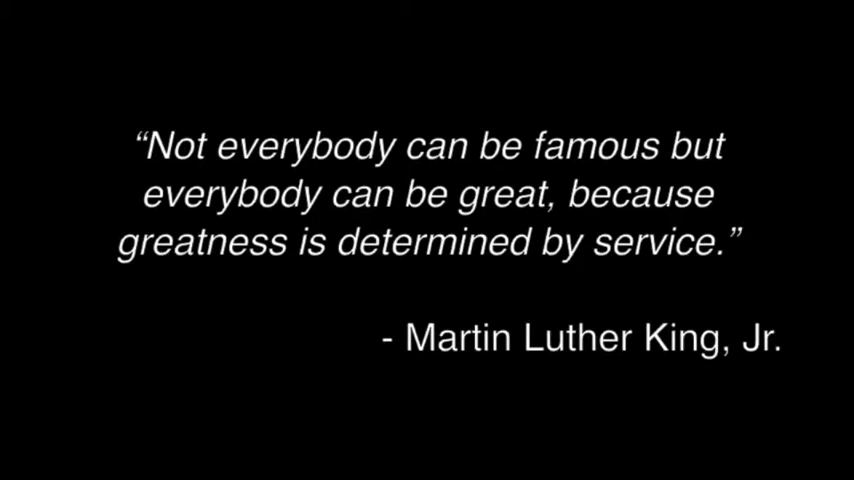 “Not everybody can be famous but
everybody can be great, because
greatness is determined by service.”
- Martin Luther King, Jr.